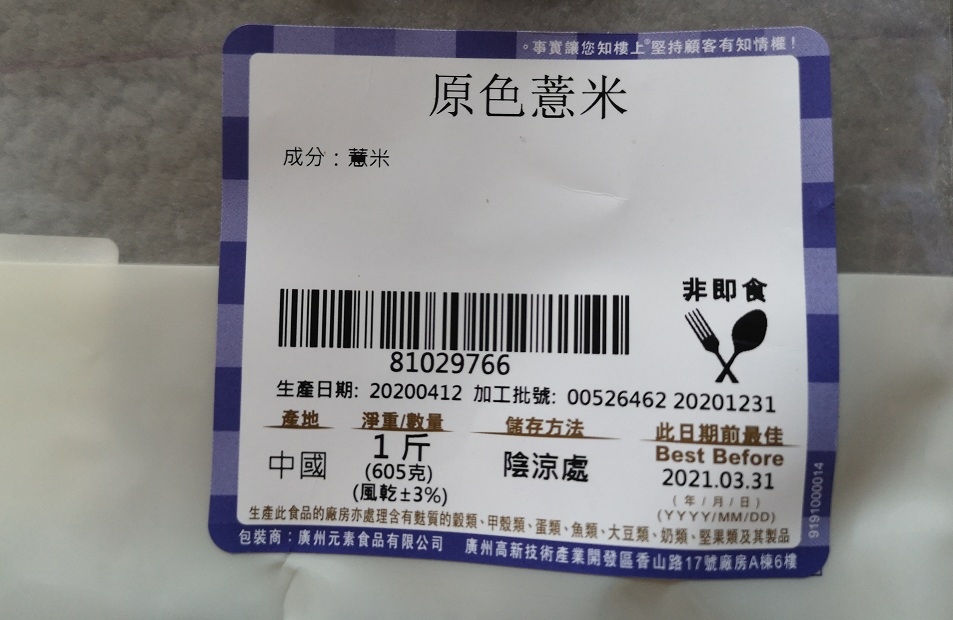 。事實讓您知樓上®堅持顧客有知情權！
原色薏米
成分：薏米
非即食
81029766
生產日期: 20200412 加工批號: 00526462 20201231
產地 淨重/數量 儲存方法 此日期前最佳
Best Before
中國 1 斤 陰涼處 2021.03.31
(605克)
(風乾±3%)
(年/月/日)
(YYYY/MM/DD)
9191000014
生產此食品的廠房亦處理含有麩質的穀類、甲殼類、蛋類、魚類、大豆類、奶類、堅果類及其製品
包裝商：廣州元素食品有限公司 廣州高新技術產業開發區香山路17號廠房A棟6樓